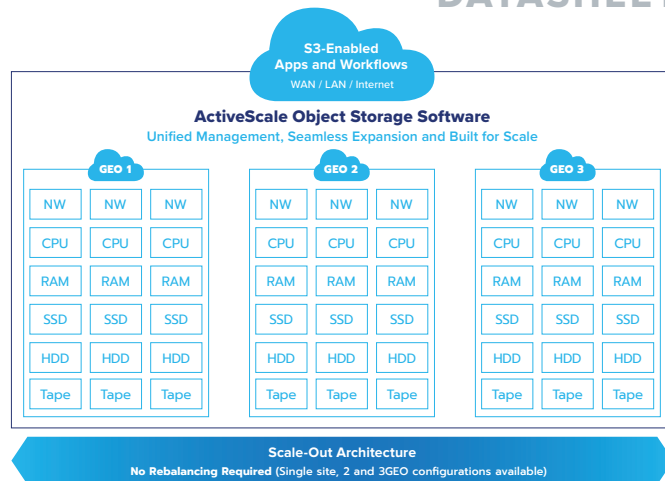 DATASHEET
S3-Enabled
Apps and Workflows
WAN / LAN / Internet
ActiveScale Object Storage Software
Unified Management, Seamless Expansion and Built for Scale
GEO 1 GEO 2 GEO 3
NW NW NW NW NW NW NW NW NW
CPU CPU CPU CPU CPU CPU CPU CPU CPU
RAM RAM RAM RAM RAM RAM RAM RAM RAM
SSD SSD SSD SSD SSD SSD SSD SSD SSD
HDD HDD HDD HDD HDD HDD HDD HDD HDD
Tape Tape Tape Tape Tape Tape Tape Tape Tape
Scale-Out Architecture
No Rebalancing Required (Single site, 2 and 3GEO configurations available)